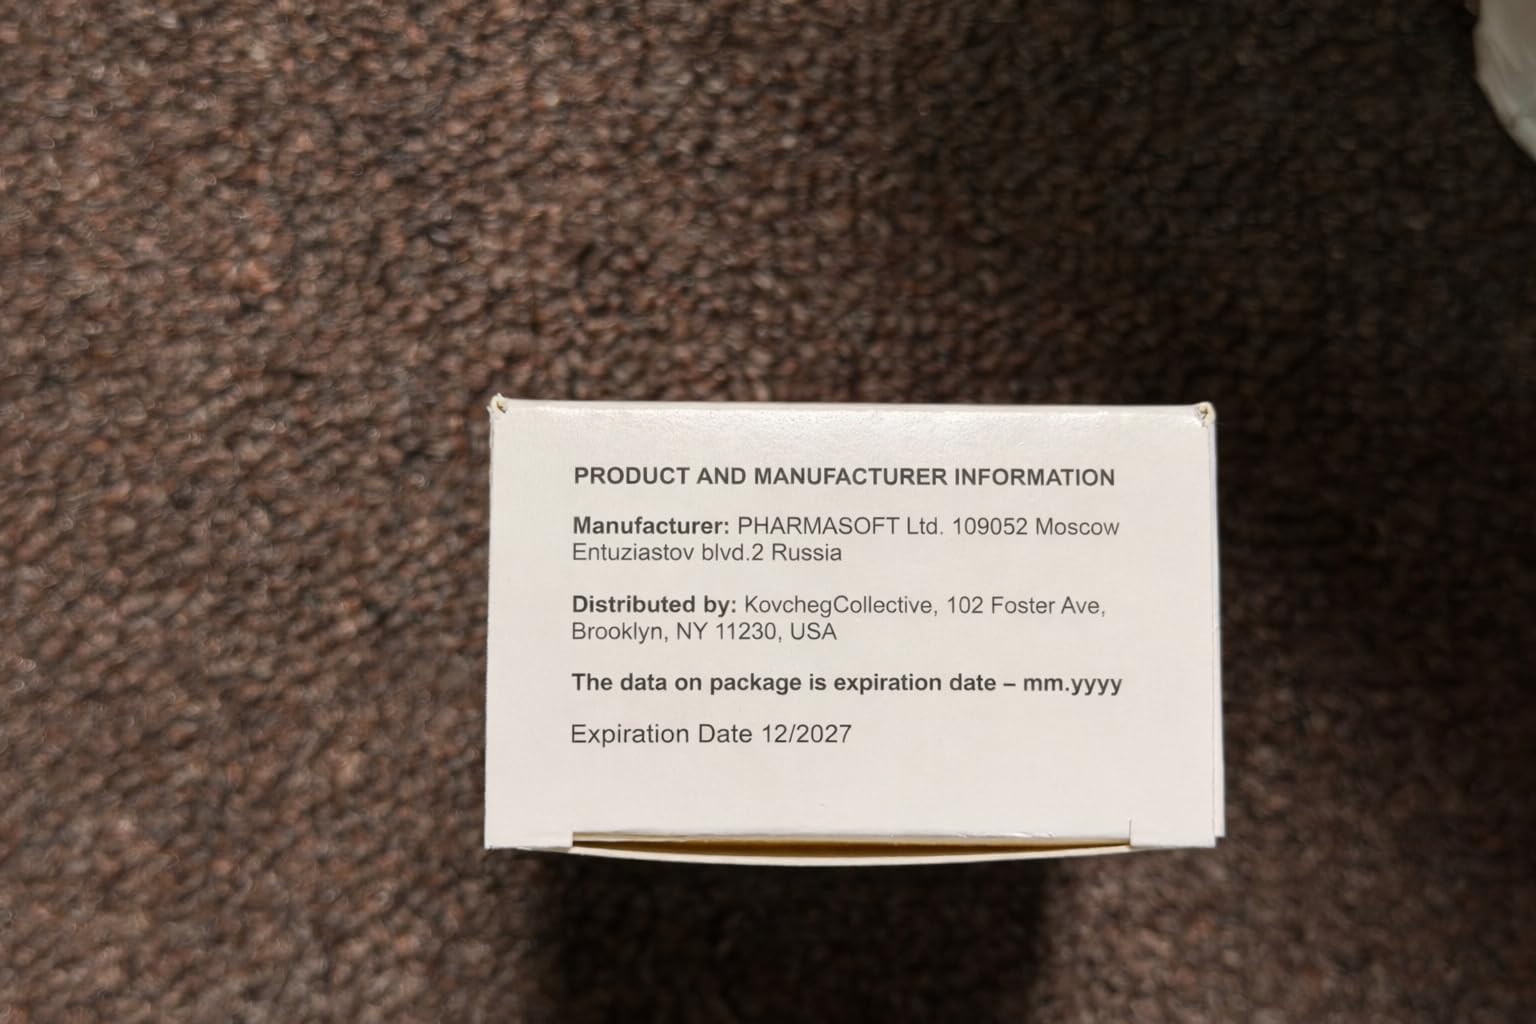 PRODUCT AND MANUFACTURER INFORMATION
Manufacturer: PHARMASOFT Ltd. 109052 Moscow
Entuziastov blvd.2 Russia
Distributed by: KovchegCollective, 102 Foster Ave,
Brooklyn, NY 11230, USA
The data on package is expiration date – mm.yyyy
Expiration Date 12/2027